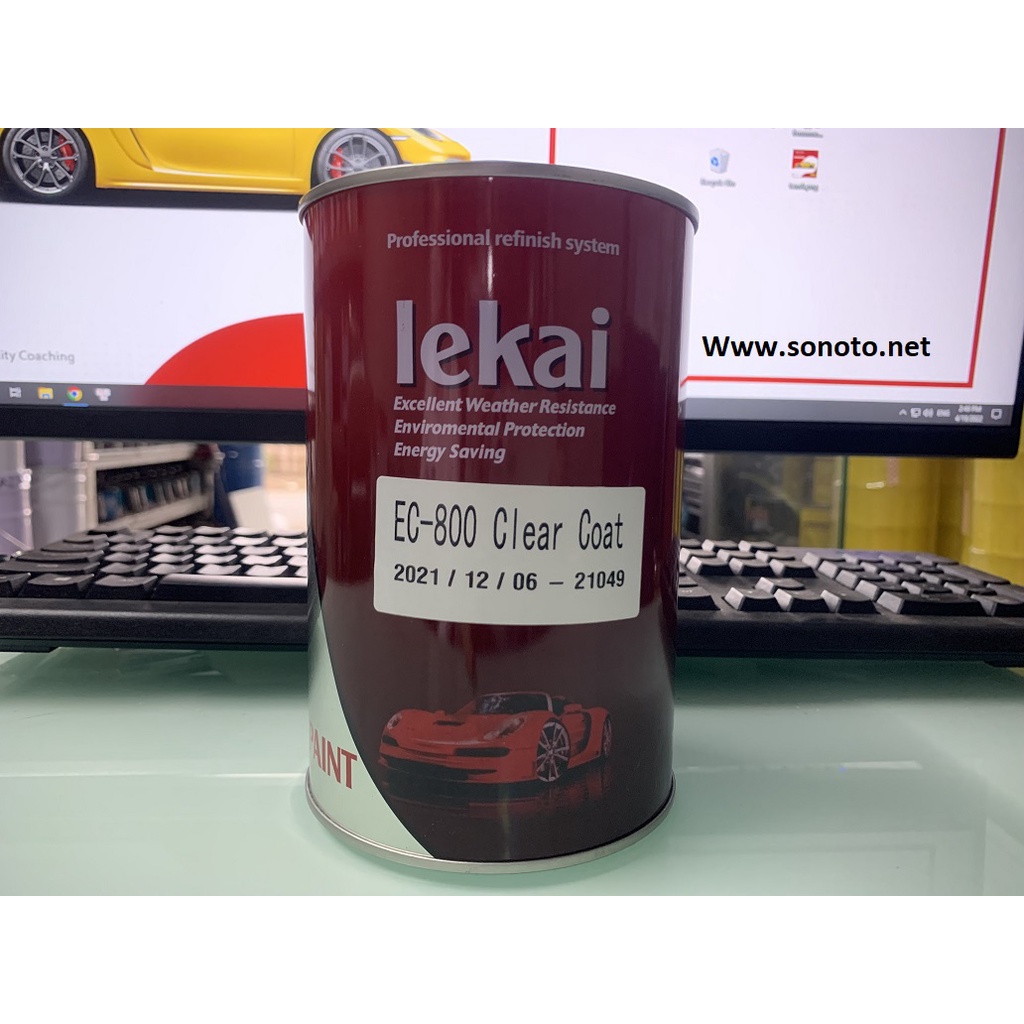 Professional refinish system
lekai
Excellent Weather Resistance
Enviromental Protection
Energy Saving
EC-800 Clear Coat
2021 / 12 / 06 - 21049
PAINT
Www.sonoto.net
ity Coaching
ENG